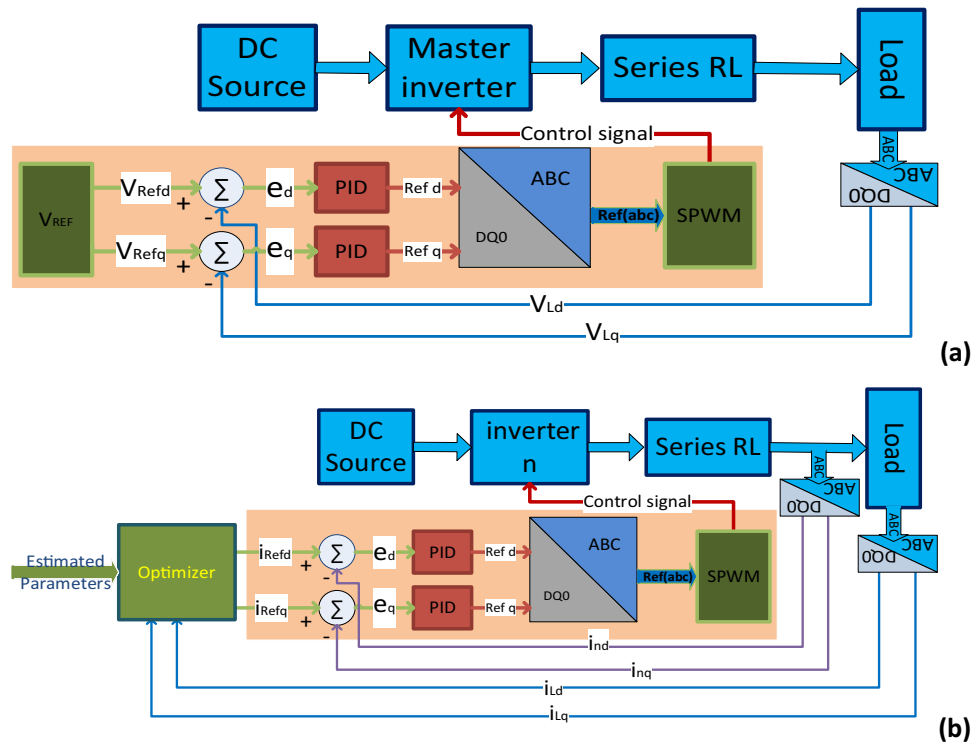 DC
Source
Master
inverter
Series RL
Load
Control signal
ABC
ABC
DQ0
VREF
VRefd
+
-
Σ
ed
PID
Ref d
VRefq
+
-
Σ
eq
PID
Ref q
ABC
DQ0
Ref(abc)
SPWM
VLd
VLq
(a)
DC
Source
inverter
n
Series RL
Load
ABC
ABC
DQ0
ABC
ABC
DQ0
Control signal
Estimated
Parameters
Optimizer
iRefd
+
-
Σ
ed
PID
Ref d
iRefq
+
-
Σ
eq
PID
Ref q
ABC
DQ0
Ref(abc)
SPWM
ind
inq
iLd
iLq
(b)